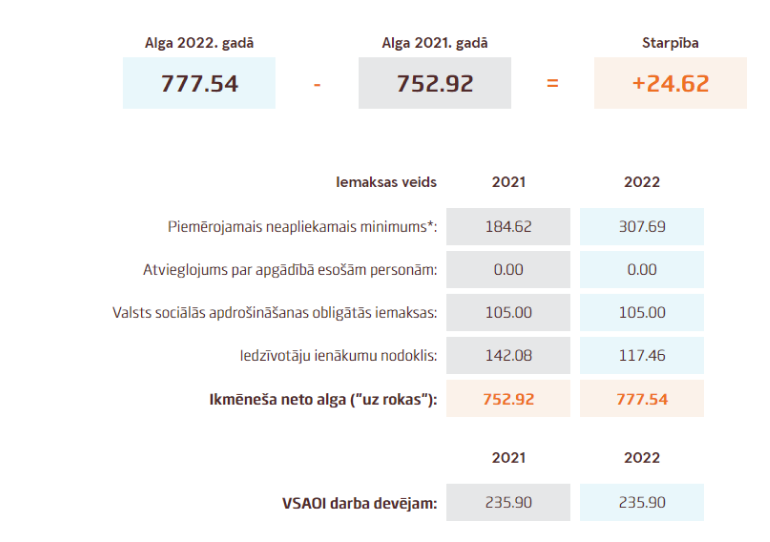 Alga 2022. gadā Alga 2021. gadā Starpība
777.54 - 752.92 = +24.62
Iemaksas veids 2021 2022
Piemērojamais neapliekamais minimums*: 184.62 307.69
Atvieglojums par apgādībā esošām personām: 0.00 0.00
Valsts sociālās apdrošināšanas obligātās iemaksas: 105.00 105.00
Iedzīvotāju ienākumu nodoklis: 142.08 117.46
Ikmēneša neto alga ("uz rokas"): 752.92 777.54
2021 2022
VSAOI darba devējam: 235.90 235.90